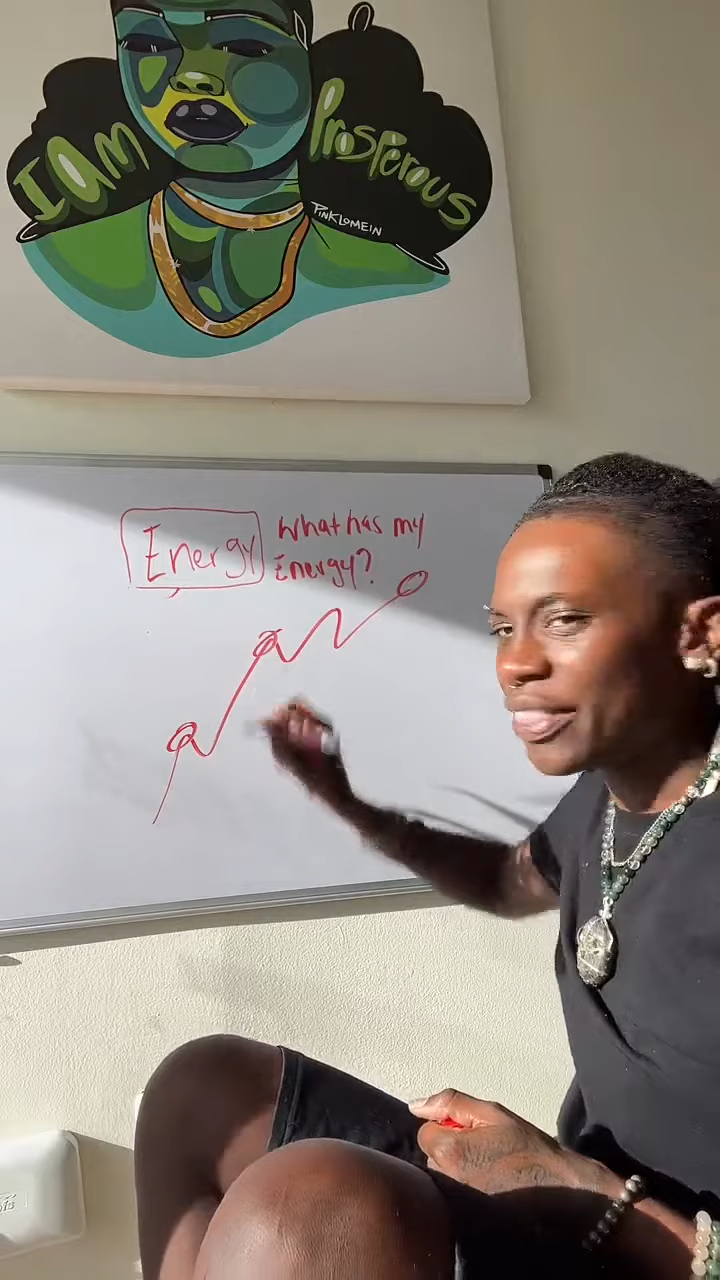 I am
Prosperous
PINKLOMEIN
Energy
What has my
Energy?